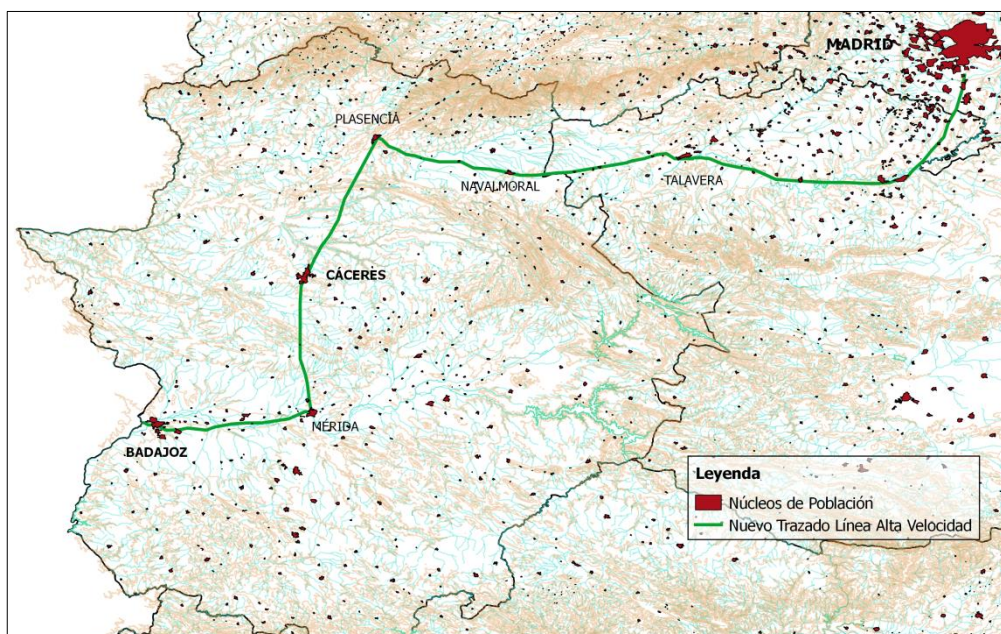 MADRID
PLASENCIA
NAVALMORAL
TALAVERA
CÁCERES
MÉRIDA
BADAJOZ
Leyenda
Núcleos de Población
Nuevo Trazado Línea Alta Velocidad